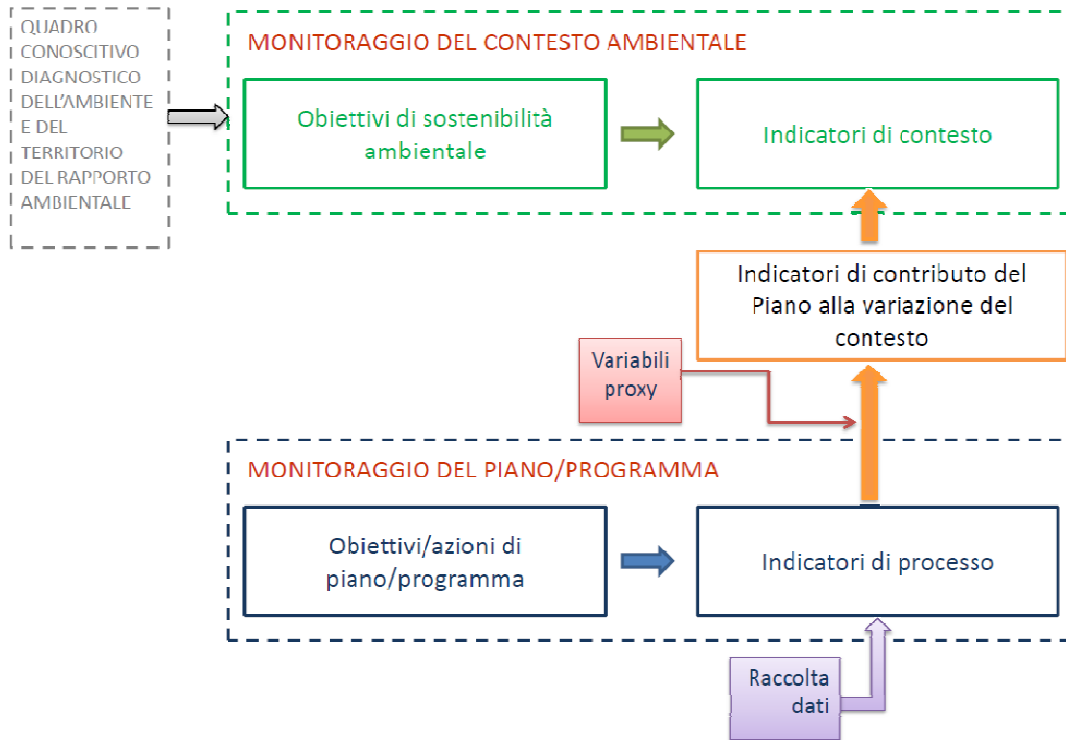 QUADRO
CONOSCITIVO
DIAGNOSTICO
DELL'AMBIENTE
E DEL
TERRITORIO
DEL RAPPORTO
AMBIENTALE
MONITORAGGIO DEL CONTESTO AMBIENTALE
Obiettivi di sostenibilità
ambientale
Indicatori di contesto
Indicatori di contributo del
Piano alla variazione del
contesto
Variabili
proxy
MONITORAGGIO DEL PIANO/PROGRAMMA
Obiettivi/azioni di
piano/programma
Indicatori di processo
Raccolta
dati